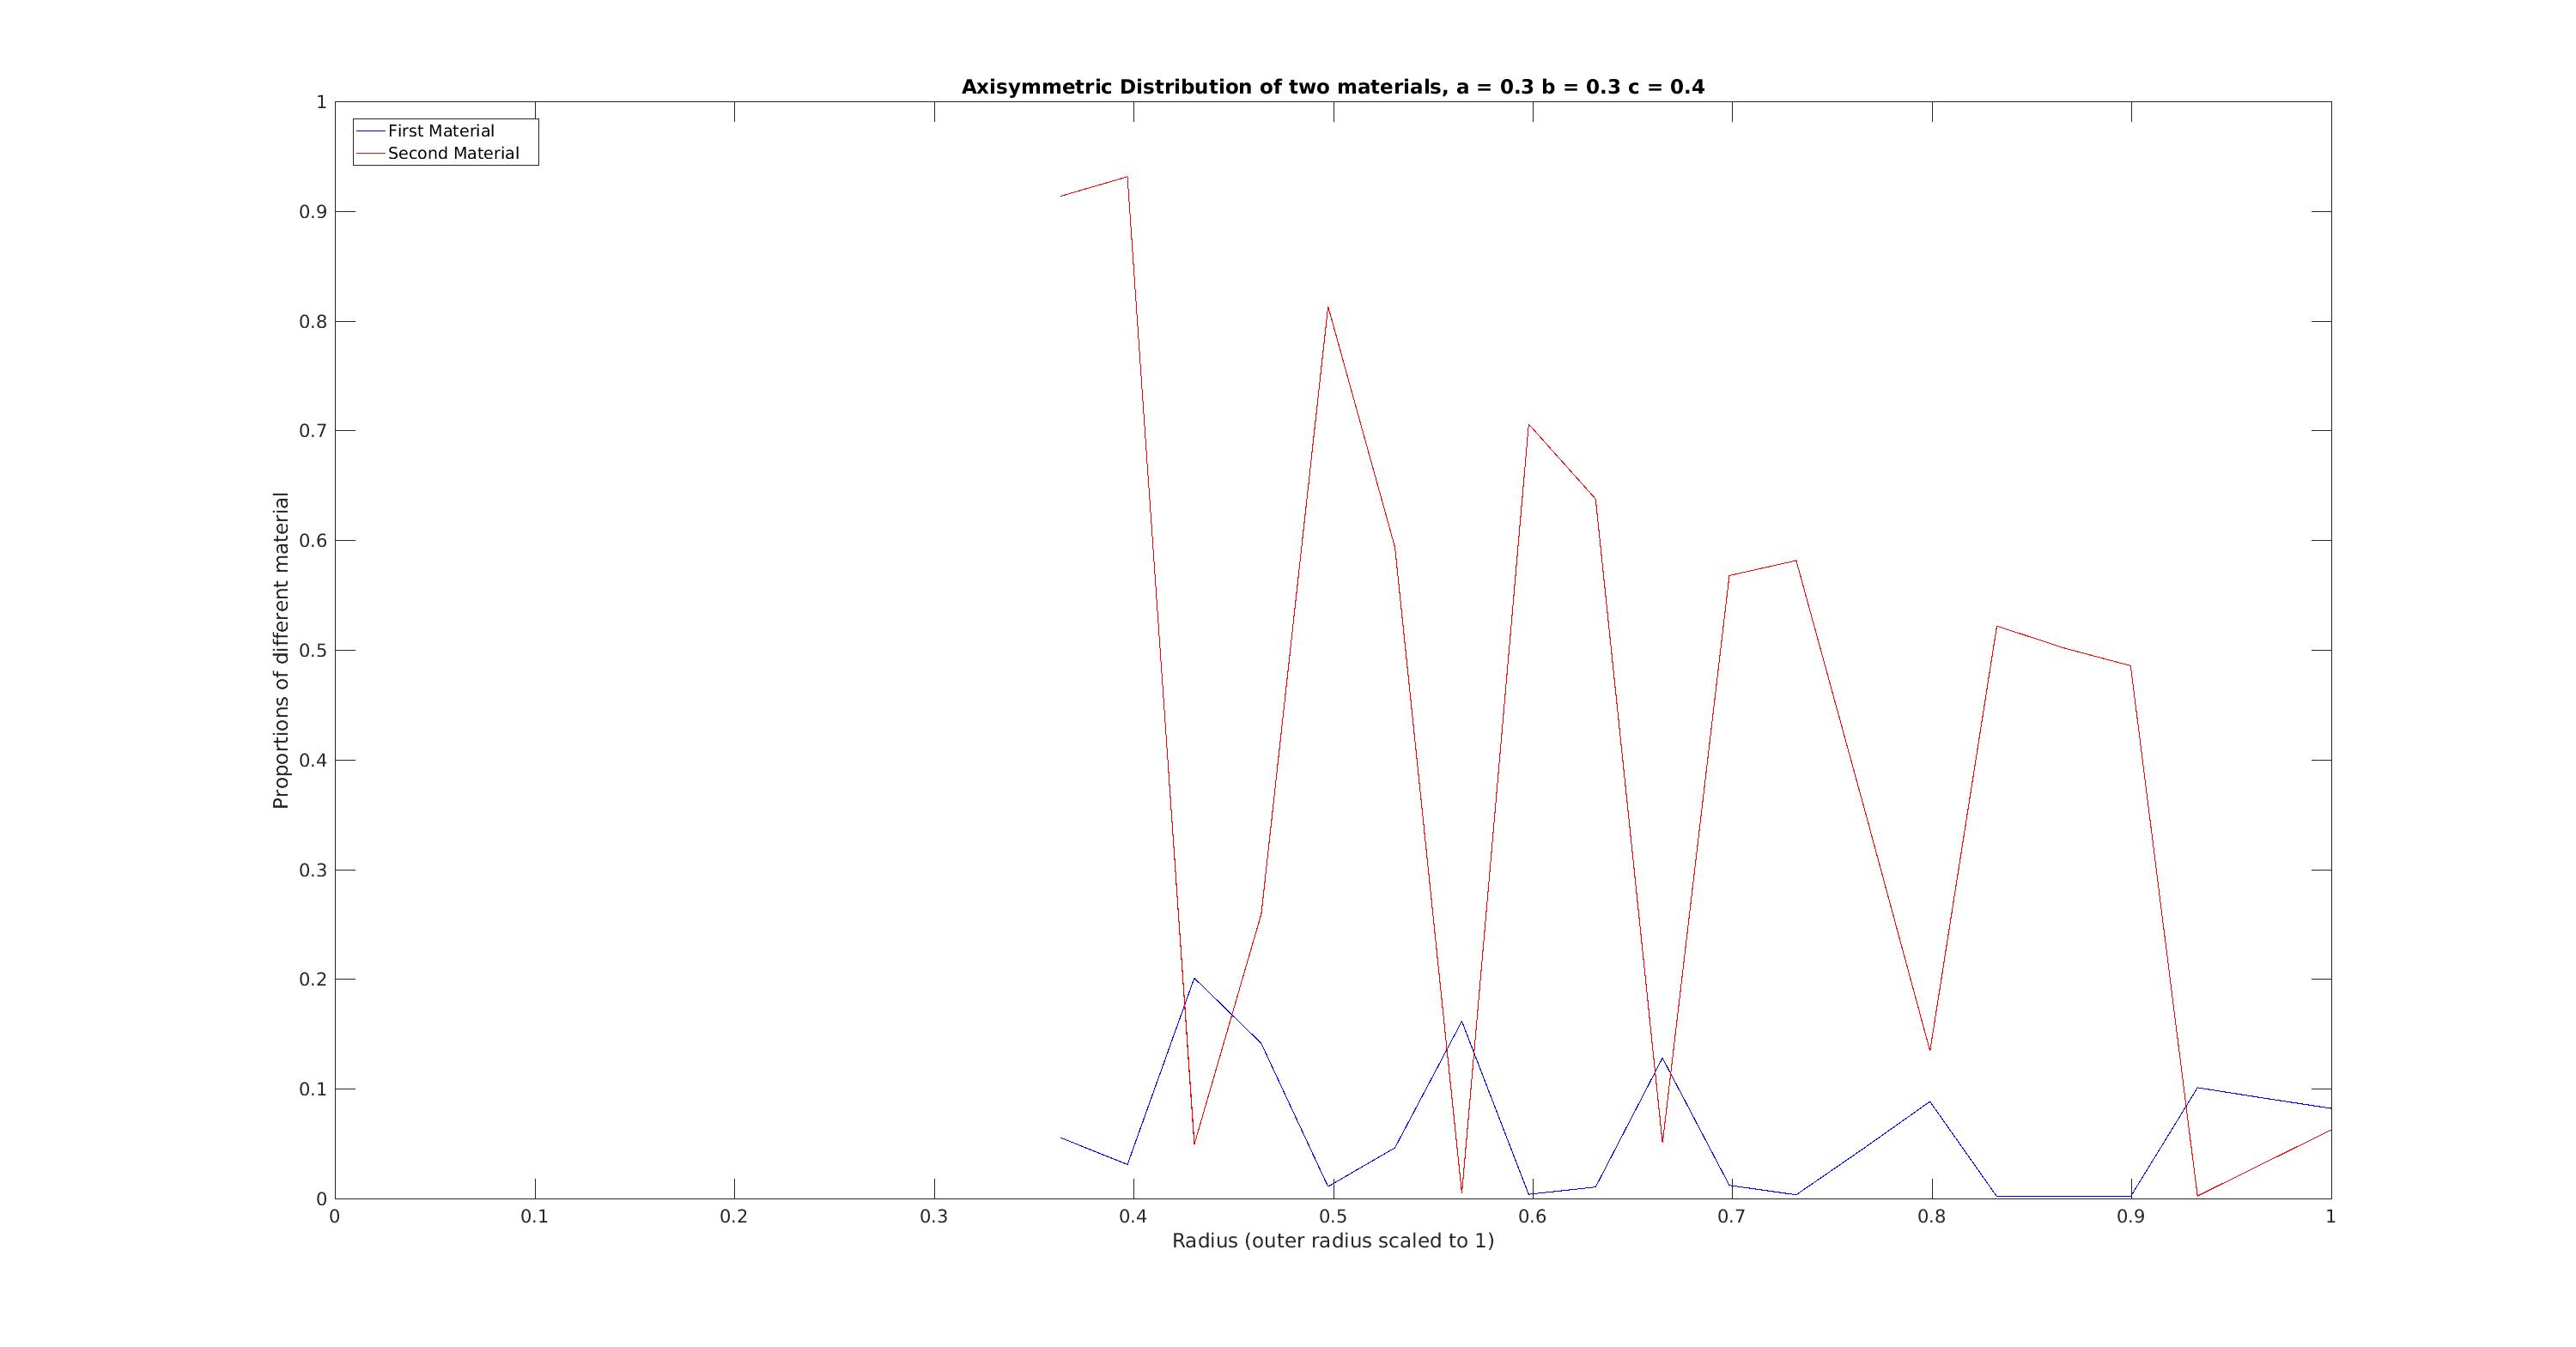 Axisymmetric Distribution of two materials, a = 0.3 b = 0.3 c = 0.4
1
First Material
Second Material
0.9
0.8
0.7
0.6
0.5
0.4
0.3
0.2
0.1
0
Proportions of different material
0 0.1 0.2 0.3 0.4 0.5 0.6 0.7 0.8 0.9 1
Radius (outer radius scaled to 1)